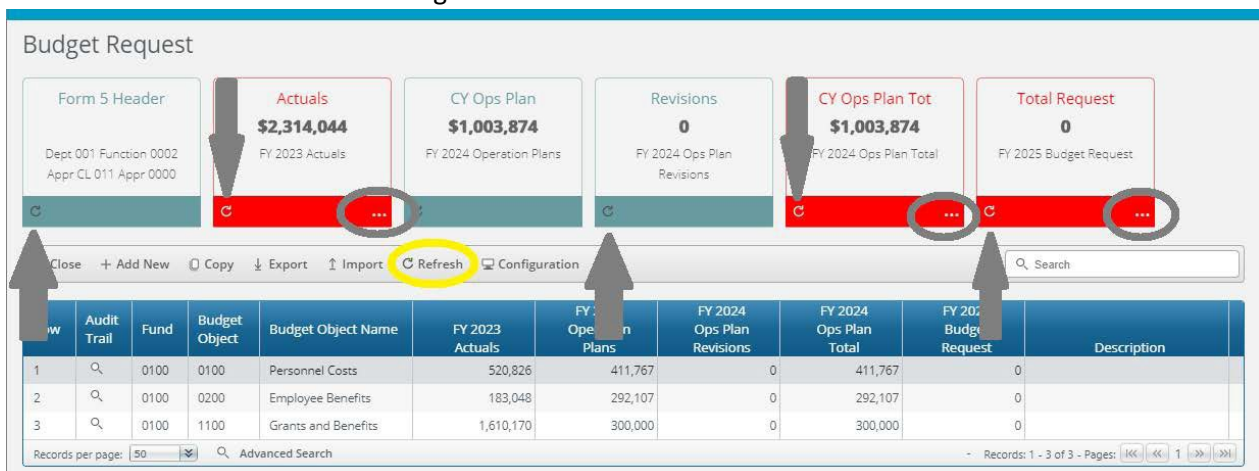 Budget Request
Form 5 Header
Dept 001 Function 0002
Appr CL 011 Appr 0000
Actuals
$2,314,044
FY 2023 Actuals
...
CY Ops Plan
$1,003,874
FY 2024 Operation Plans
Revisions
0
FY 2024 Ops Plan
Revisions
CY Ops Plan Tot
$1,003,874
FY 2024 Ops Plan Total
...
Total Request
0
FY 2025 Budget Request
...
+ Add New Copy Export Import Refresh Configuration Search
Audit Trail Fund Budget Object Budget Object Name FY 2023 Actuals Plans FY 2024 Ops Plan Revisions FY 2024 Ops Plan Total Request Description
1 0100 0100 Personnel Costs 520,826 411,767 0 411,767 0
2 0100 0200 Employee Benefits 183,048 292,107 0 292,107 0
3 0100 1100 Grants and Benefits 1,610,170 300,000 0 300,000 0
Records per page: 50 Advanced Search - Records: 1 - 3 of 3 - Pages: 1